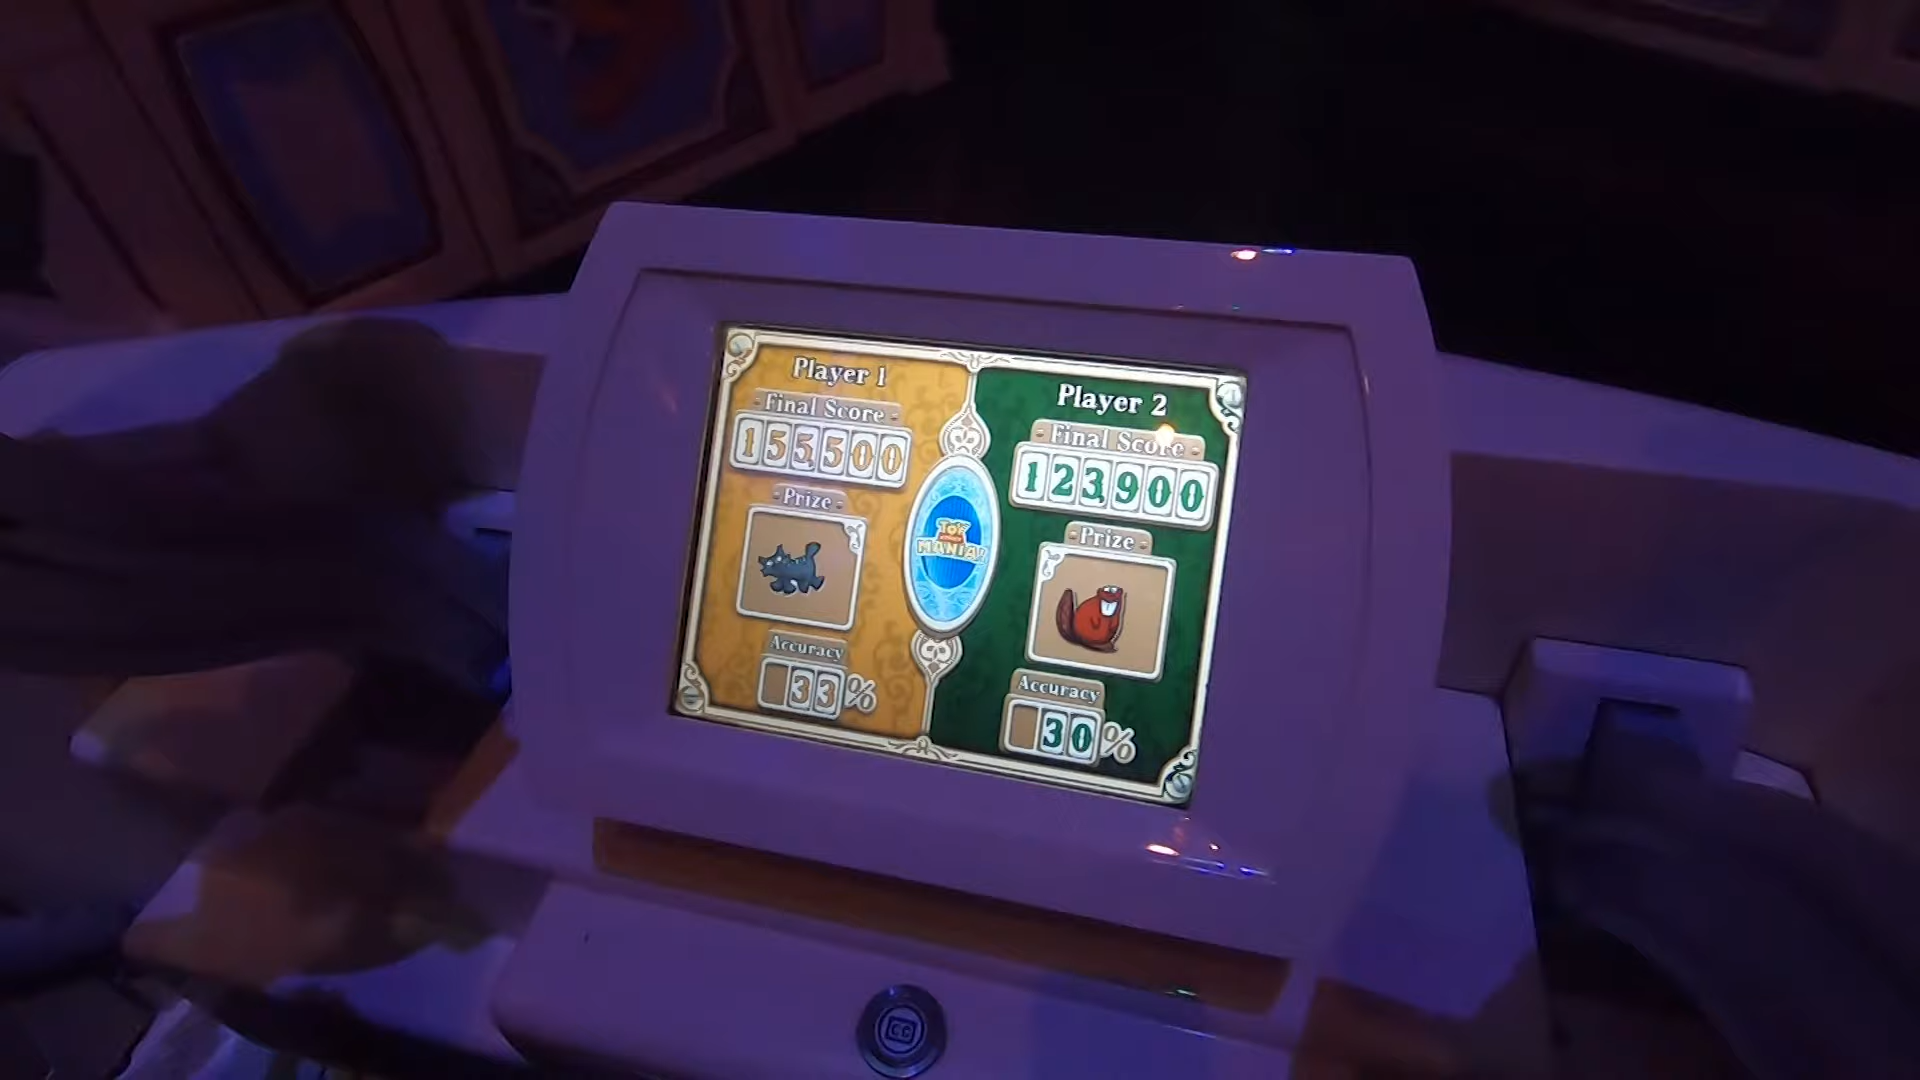 Player 1
Final Score
155,500
Prize
Accuracy
33%
TOY
MANIA!
Player 2
Final Score
123,900
Prize
Accuracy
30%
CC